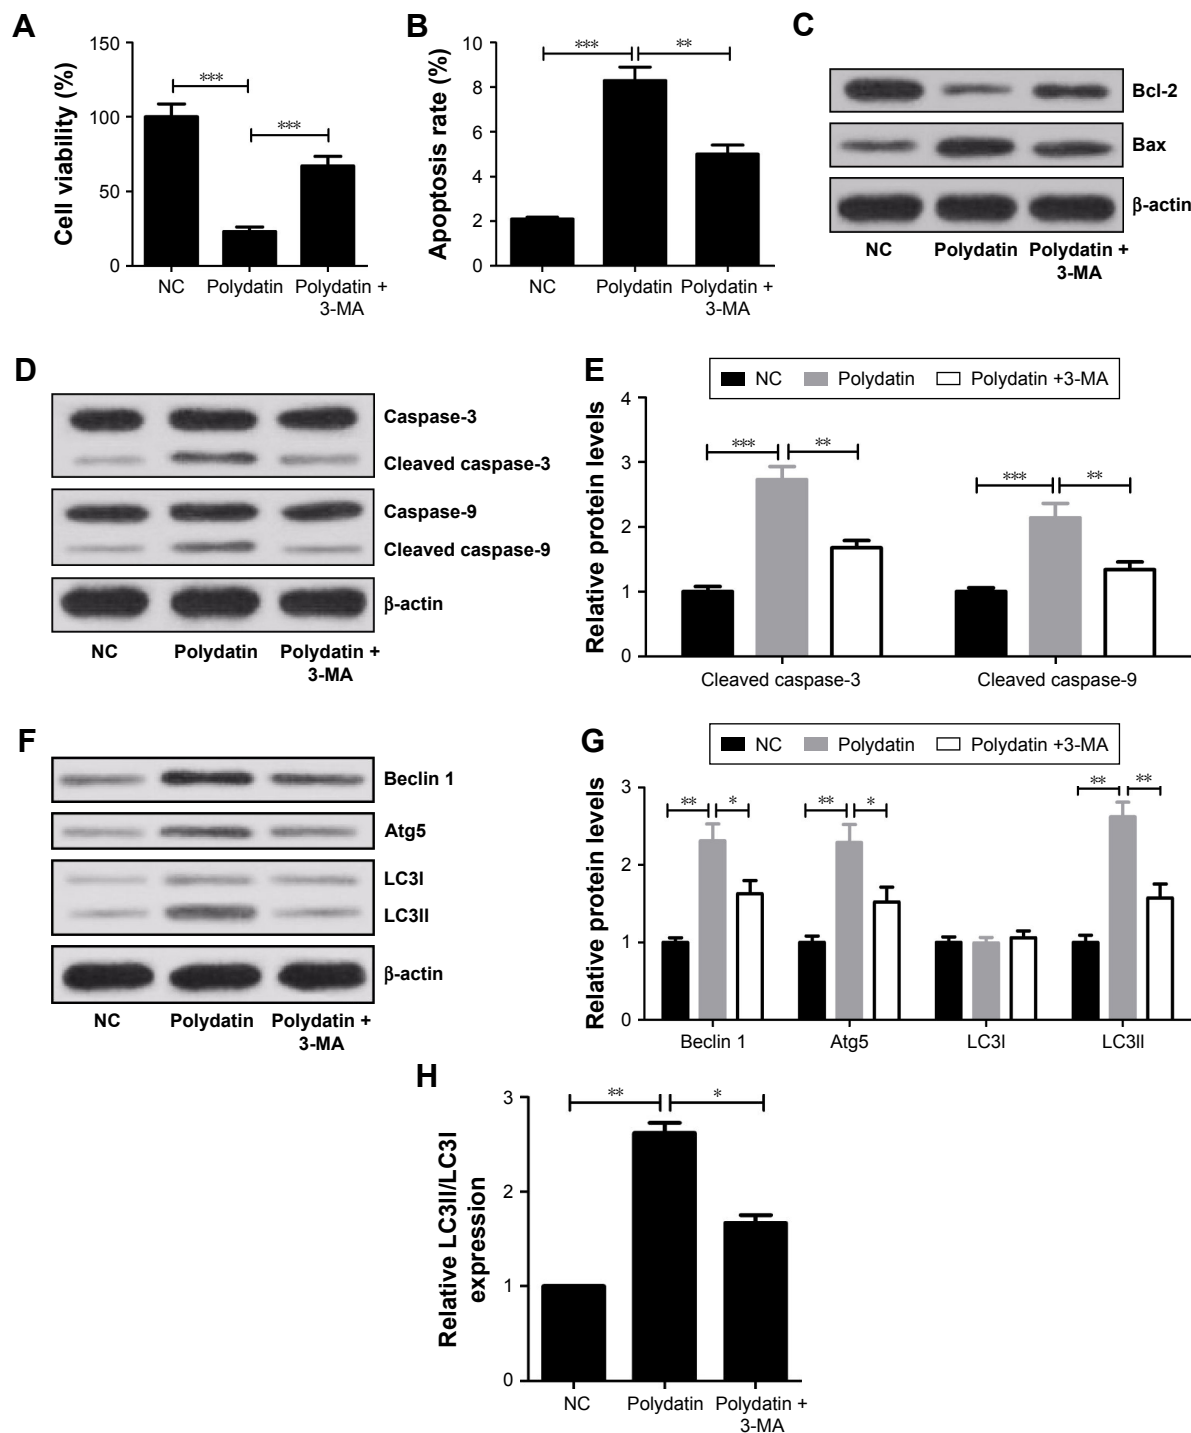 A
Cell viability (%)
150
100
50
0
***
***
NC
Polydatin
Polydatin +
3-MA
B
Apoptosis rate (%)
10
8
6
4
2
0
***
**
NC
Polydatin
Polydatin +
3-MA
C
Bcl-2
Bax
β-actin
NC
Polydatin
Polydatin +
3-MA
D
Caspase-3
Cleaved caspase-3
Caspase-9
Cleaved caspase-9
β-actin
NC
Polydatin
Polydatin +
3-MA
E
NC
Polydatin
Polydatin +3-MA
Relative protein levels
4
3
2
1
0
***
**
***
**
Cleaved caspase-3
Cleaved caspase-9
F
Beclin 1
Atg5
LC3I
LC3II
β-actin
NC
Polydatin
Polydatin +
3-MA
G
NC
Polydatin
Polydatin +3-MA
Relative protein levels
3
2
1
0
**
*
**
*
**
**
Beclin 1
Atg5
LC3I
LC3II
H
Relative LC3II/LC3I
expression
3
2
1
0
**
*
NC
Polydatin
Polydatin +
3-MA